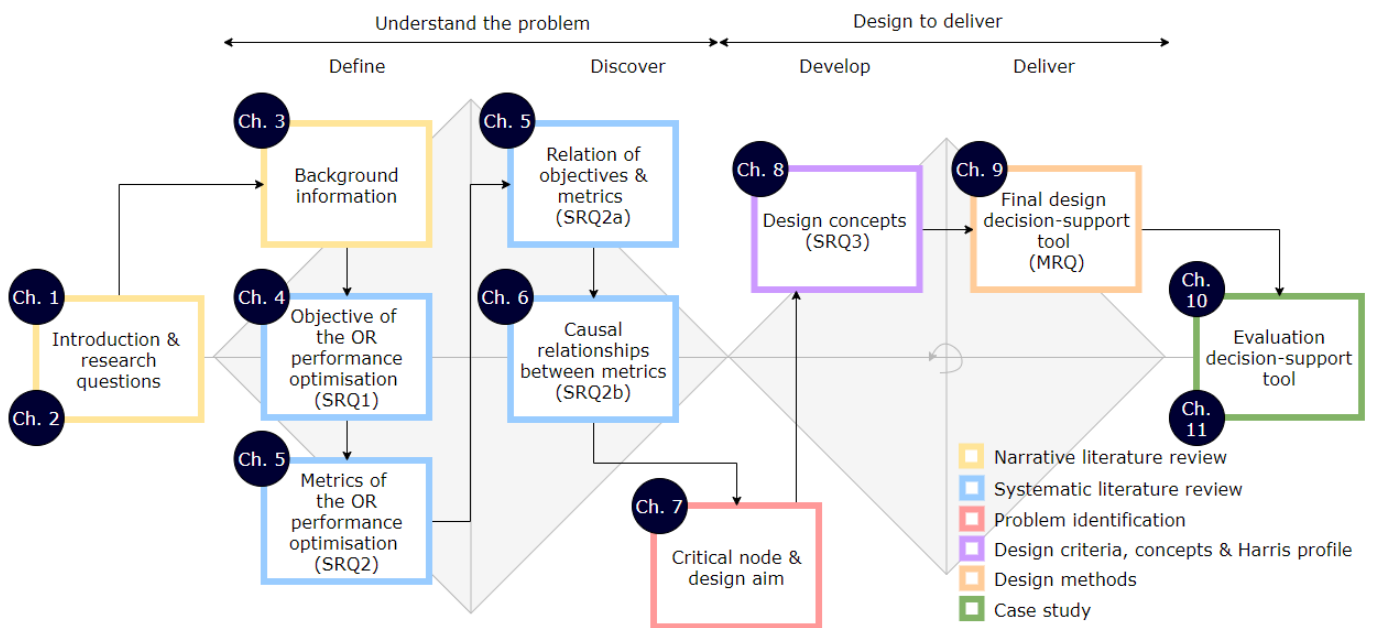 Understand the problem
Design to deliver
Define
Discover
Develop
Deliver
Ch. 3
Background
information
Ch. 5
Relation of
objectives &
metrics
(SRQ2a)
Ch. 8
Design concepts
(SRQ3)
Ch. 9
Final design
decision-support
tool
(MRQ)
Ch. 1
Introduction &
research
questions
Ch. 2
Ch. 4
Objective of
the OR
performance
optimisation
(SRQ1)
Ch. 6
Causal
relationships
between metrics
(SRQ2b)
Ch.
10
Evaluation
decision-support
tool
Ch.
11
Ch. 5
Metrics of
the OR
performance
optimisation
(SRQ2)
Ch. 7
Critical node &
design aim
Narrative literature review
Systematic literature review
Problem identification
Design criteria, concepts & Harris profile
Design methods
Case study